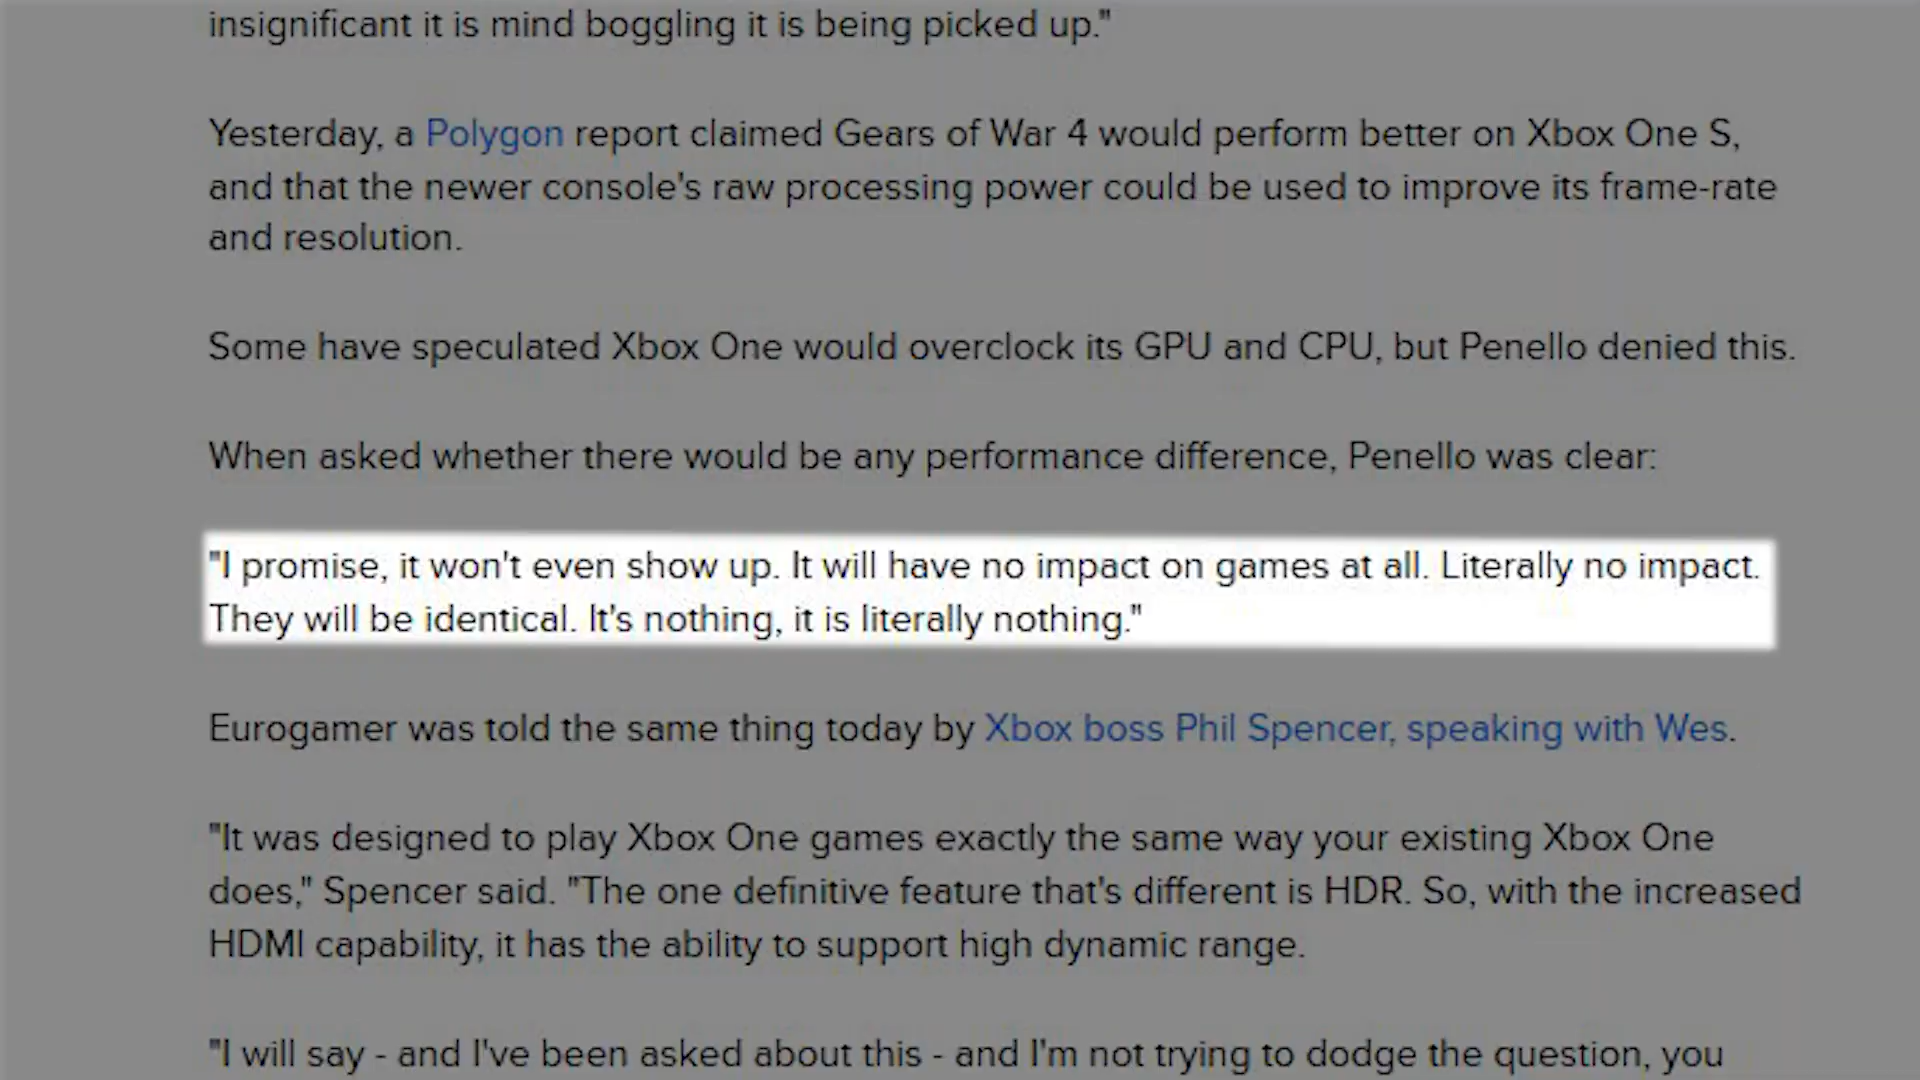 insignificant it is mind boggling it is being picked up."
Yesterday, a Polygon report claimed Gears of War 4 would perform better on Xbox One S,
and that the newer console's raw processing power could be used to improve its frame-rate
and resolution.
Some have speculated Xbox One would overclock its GPU and CPU, but Penello denied this.
When asked whether there would be any performance difference, Penello was clear:
"I promise, it won't even show up. It will have no impact on games at all. Literally no impact.
They will be identical. It's nothing, it is literally nothing."
Eurogamer was told the same thing today by Xbox boss Phil Spencer, speaking with Wes.
"It was designed to play Xbox One games exactly the same way your existing Xbox One
does," Spencer said. "The one definitive feature that's different is HDR. So, with the increased
HDMI capability, it has the ability to support high dynamic range.
"I will say - and I've been asked about this - and I'm not trying to dodge the question, you